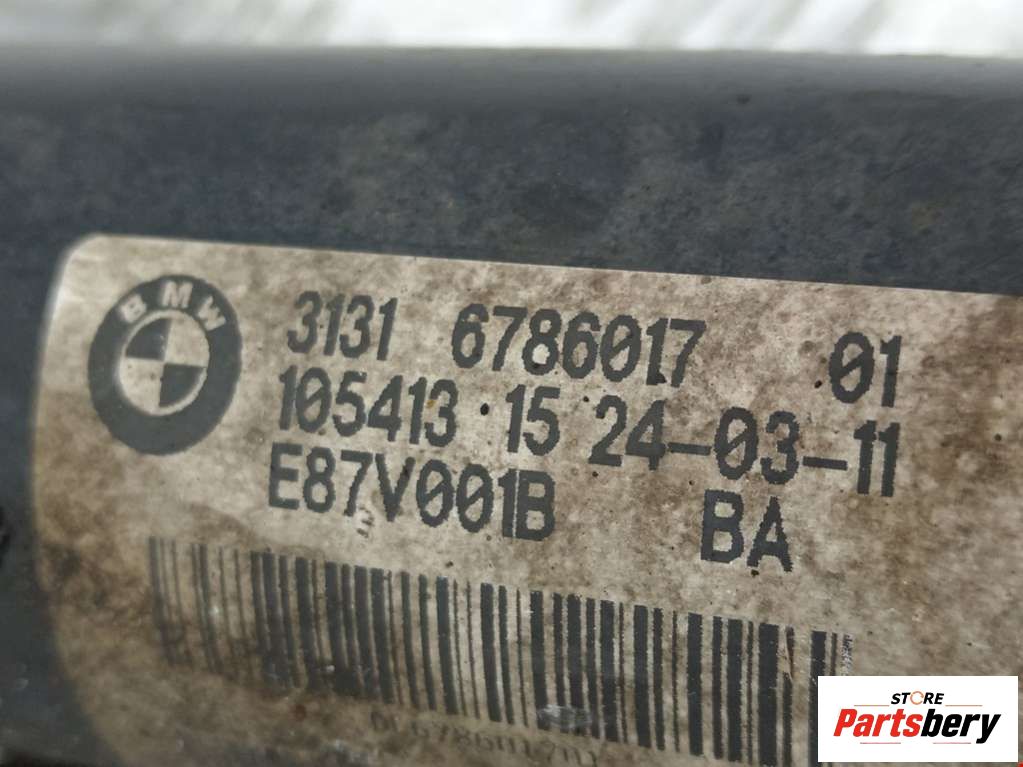 BMW
3131 6786017 01
105413 15 24-03-11
E87V001B BA
STORE
Partsbery